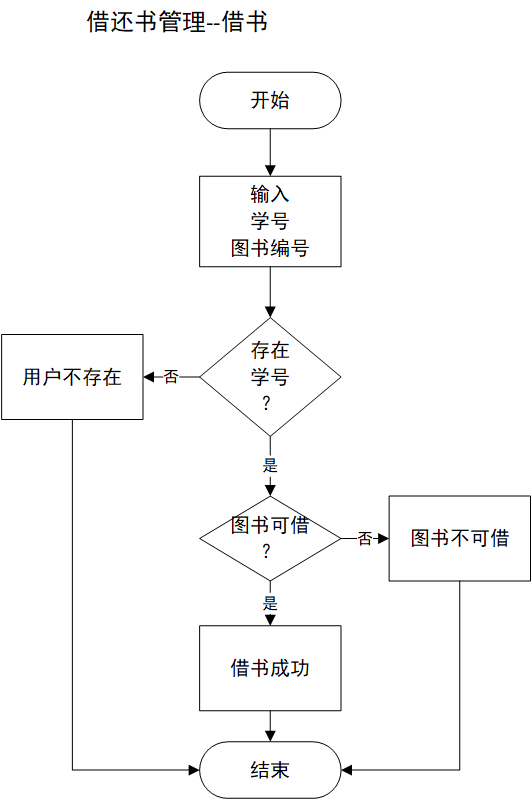 借还书管理--借书
开始
输入
学号
图书编号
存在
学号
？
用户不存在
否
是
图书可借
？
否
图书不可借
是
借书成功
结束